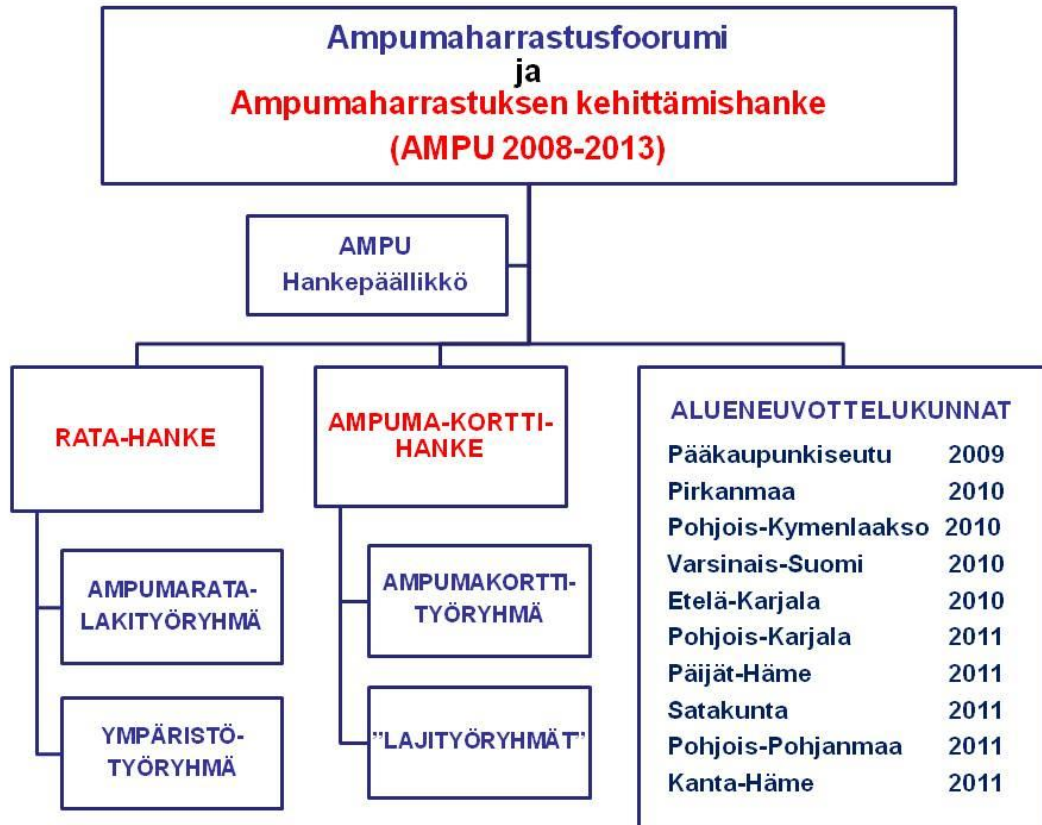 Ampumaharrastusfoorumi
ja
Ampumaharrastuksen kehittämishanke
(AMPU 2008-2013)
AMPU
Hankepäällikkö
RATA-HANKE
AMPUMARATA-
LAKITYÖRYHMÄ
YMPÄRISTÖ-
TYÖRYHMÄ
AMPUMA-KORTTI-
HANKE
AMPUMAKORTTI-
TYÖRYHMÄ
”LAJITYÖRYHMÄT”
ALUENEUVOTTELUKUNNAT
Pääkaupunkiseutu 2009
Pirkanmaa 2010
Pohjois-Kymenlaakso 2010
Varsinais-Suomi 2010
Etelä-Karjala 2010
Pohjois-Karjala 2011
Päijät-Häme 2011
Satakunta 2011
Pohjois-Pohjanmaa 2011
Kanta-Häme 2011